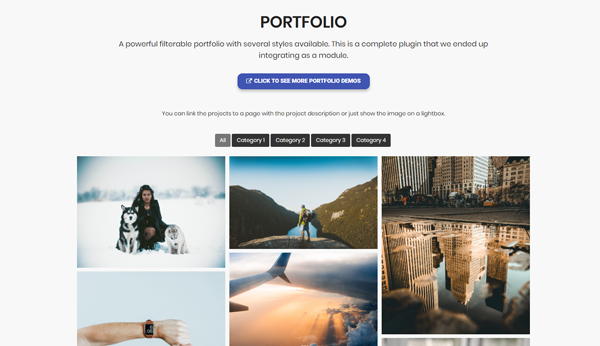 PORTFOLIO
A powerful filterable portfolio with several styles available. This is a complete plugin that we ended up
integrating as a module.
CLICK TO SEE MORE PORTFOLIO DEMOS
You can link the projects to a page with the project description or just show the image on a lightbox.
All Category 1 Category 2 Category 3 Category 4